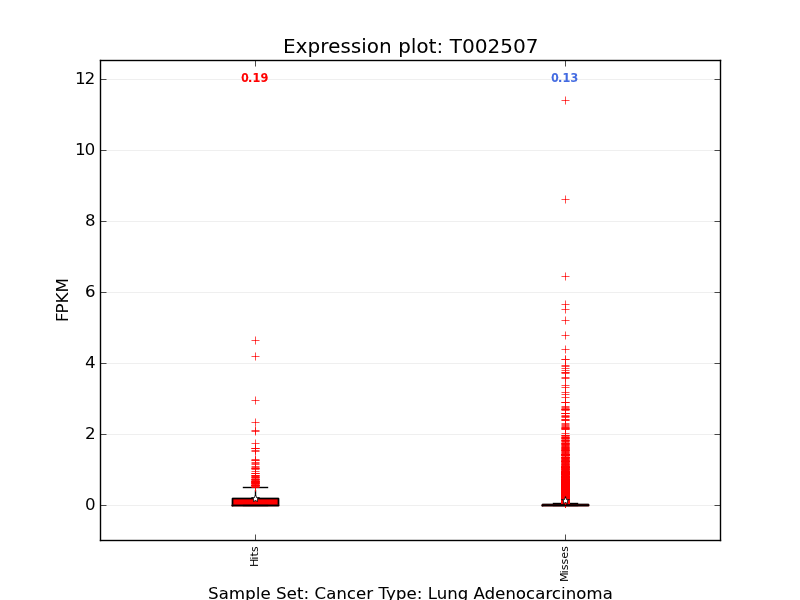 Expression plot: T002507
0.19
0.13
12
10
8
6
4
2
0
FPKM
Hits
Misses
Sample Set: Cancer Type: Lung Adenocarcinoma